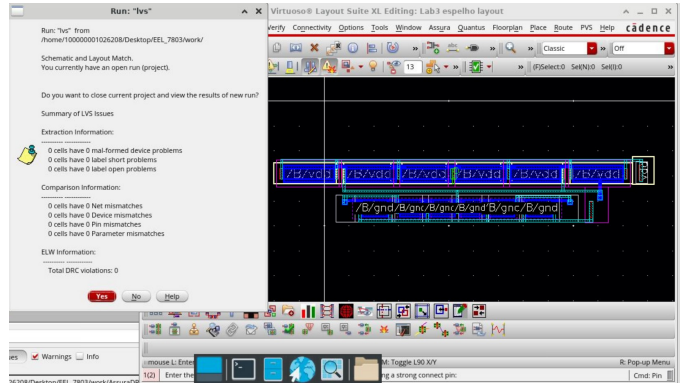 Run: "lvs"
Run: "lvs" from
/home/100000001026208/Desktop/EEL_7803/work/
Schematic and Layout Match.
You currently have an open run (project).
Do you want to close current project and view the results of new run?
Summary of LVS Issues
Extraction Information:
0 cells have 0 mal-formed device problems
0 cells have 0 label short problems
0 cells have 0 label open problems
Comparison Information:
0 cells have 0 Net mismatches
0 cells have 0 Device mismatches
0 cells have 0 Pin mismatches
0 cells have 0 Parameter mismatches
ELW Information:
Total DRC violations: 0
Yes No Help
Virtuoso® Layout Suite XL Editing: Lab3 espelho layout
Verify Connectivity Options Tools Window Assura Quantus Floorplan Place Route PVS Help cādence
» » » Classic Off
13 » » (F)Select:0 Sel(N):0 Sel(I):0 »
/B/vdd /B/vdd /B/vdd /B/vdd /B/vdd /B/vdd
/B/gnd /B/gnc /B/gnc /B/gnd /B/gnc /B/gnd
Warnings Info
mouse L: Enter M: Toggle L90 X/Y R: Pop-up Menu
1(2) Enter the ng a strong connect pin: Cmd: Pin